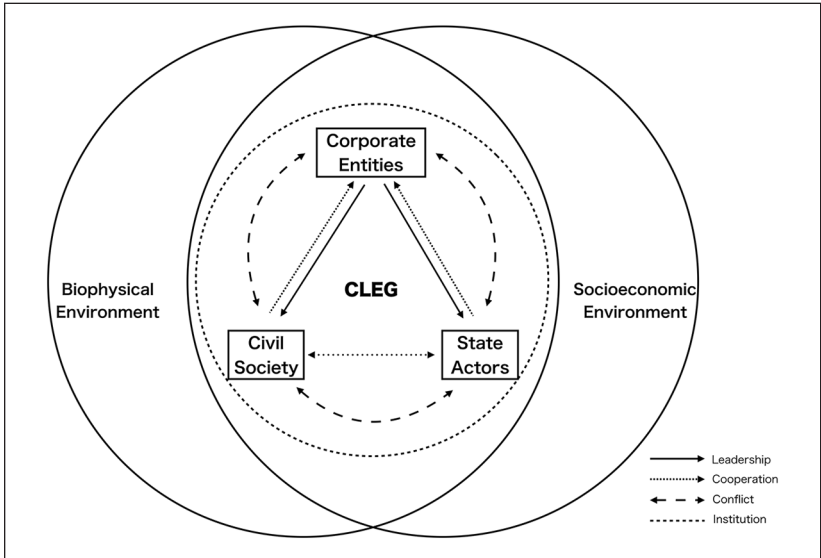 Corporate
Entities
Biophysical
Environment
CLEG
Socioeconomic
Environment
Civil
Society
State
Actors
Leadership
Cooperation
Conflict
Institution